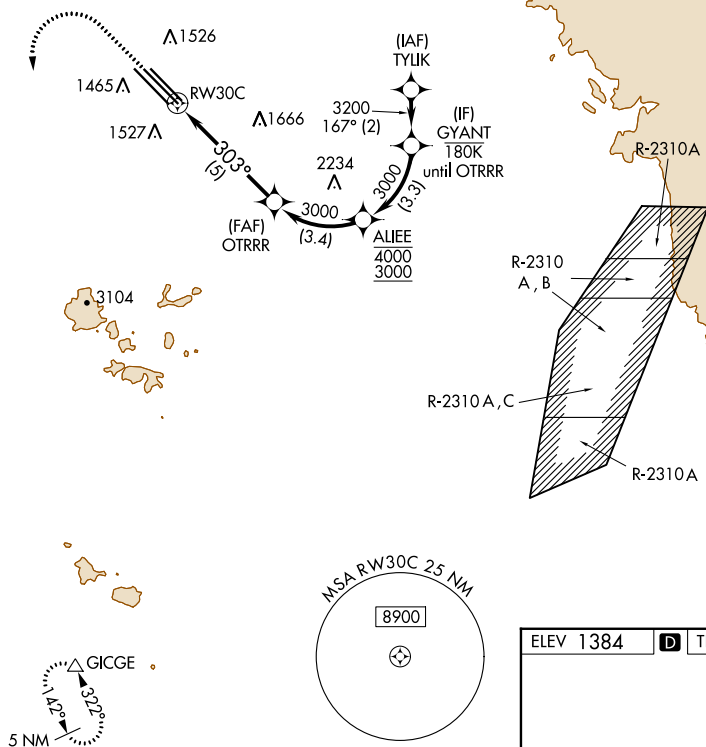 (IAF)
TYLIK
1526
1465
RW30C
1527
1666
3200
167° (2)
(IF)
GYANT
180K
until OTRRR
2234
303°
(5)
3000
(3.3)
3000
(3.4)
(FAF)
OTRRR
ALIEE
4000
3000
R-2310A
R-2310
A, B
3104
R-2310 A, C
R-2310A
MSA RW30C 25 NM
8900
GICGE
142°
322°
5 NM
ELEV 1384 D T